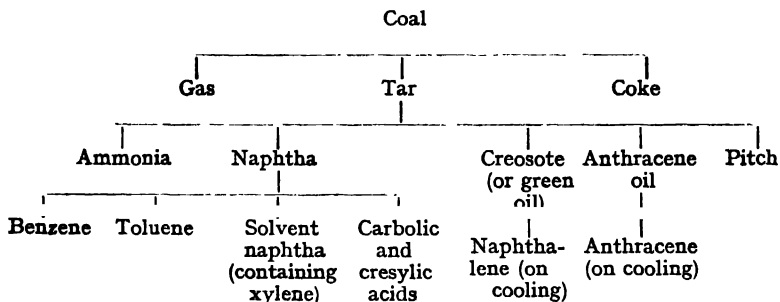 Coal
Gas Tar Coke
Ammonia Naphtha Creosote Anthracene Pitch
(or green oil
oil)
Benzene Toluene Solvent Carbolic Naphtha- Anthracene
naphtha and lene (on (on cooling)
(containing cresylic cooling)
xylene) acids